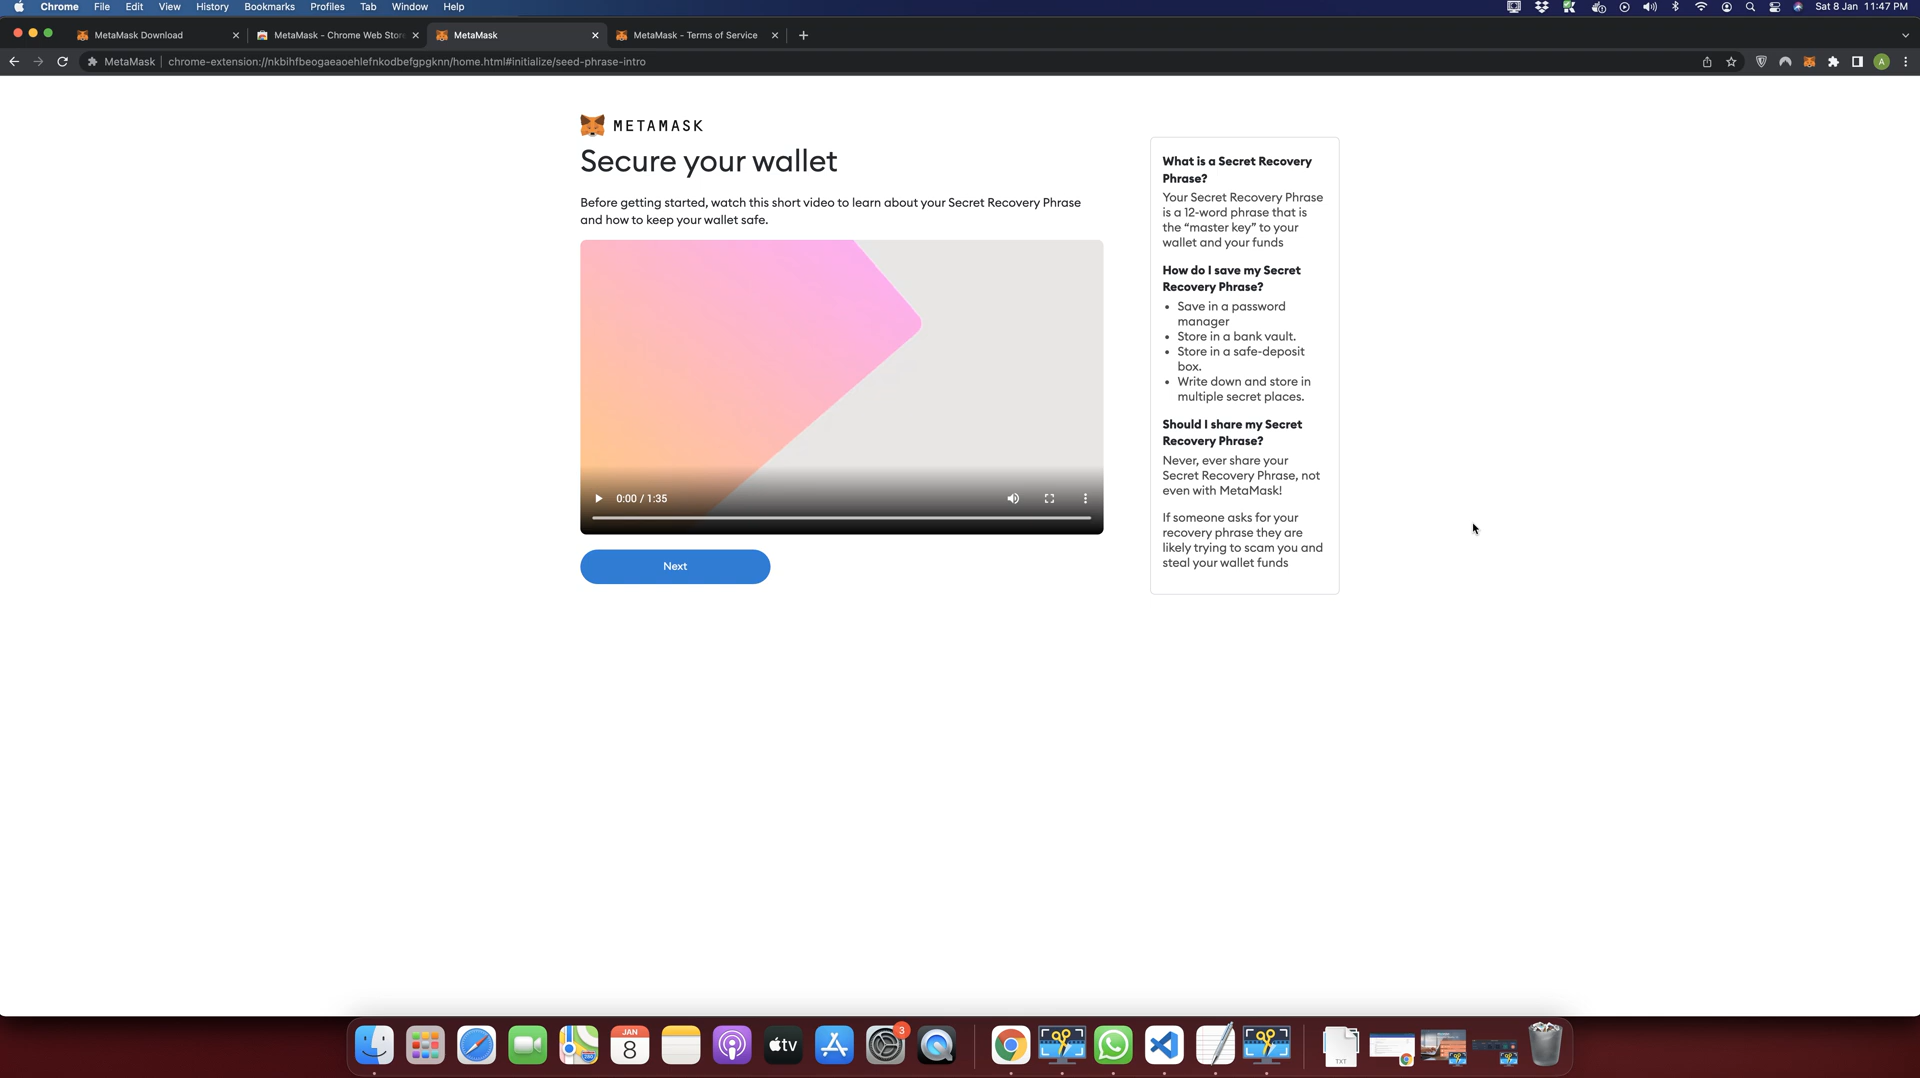 Chrome File Edit View History Bookmarks Profiles Tab Window Help Sat 8 Jan 11:47 PM
MetaMask Download MetaMask - Chrome Web Stor MetaMask MetaMask - Terms of Service
MetaMask chrome-extension://nkbihfbeogaeaoehlefnkodbefgpgknn/home.html#initialize/seed-phrase-intro A
METAMASK
Secure your wallet
Before getting started, watch this short video to learn about your Secret Recovery Phrase
and how to keep your wallet safe.
0:00 / 1:35
Next
What is a Secret Recovery
Phrase?
Your Secret Recovery Phrase
is a 12-word phrase that is
the “master key” to your
wallet and your funds
How do I save my Secret
Recovery Phrase?
• Save in a password
manager
• Store in a bank vault.
• Store in a safe-deposit
box.
• Write down and store in
multiple secret places.
Should I share my Secret
Recovery Phrase?
Never, ever share your
Secret Recovery Phrase, not
even with MetaMask!
If someone asks for your
recovery phrase they are
likely trying to scam you and
steal your wallet funds
JAN
8
tv
3
TXT